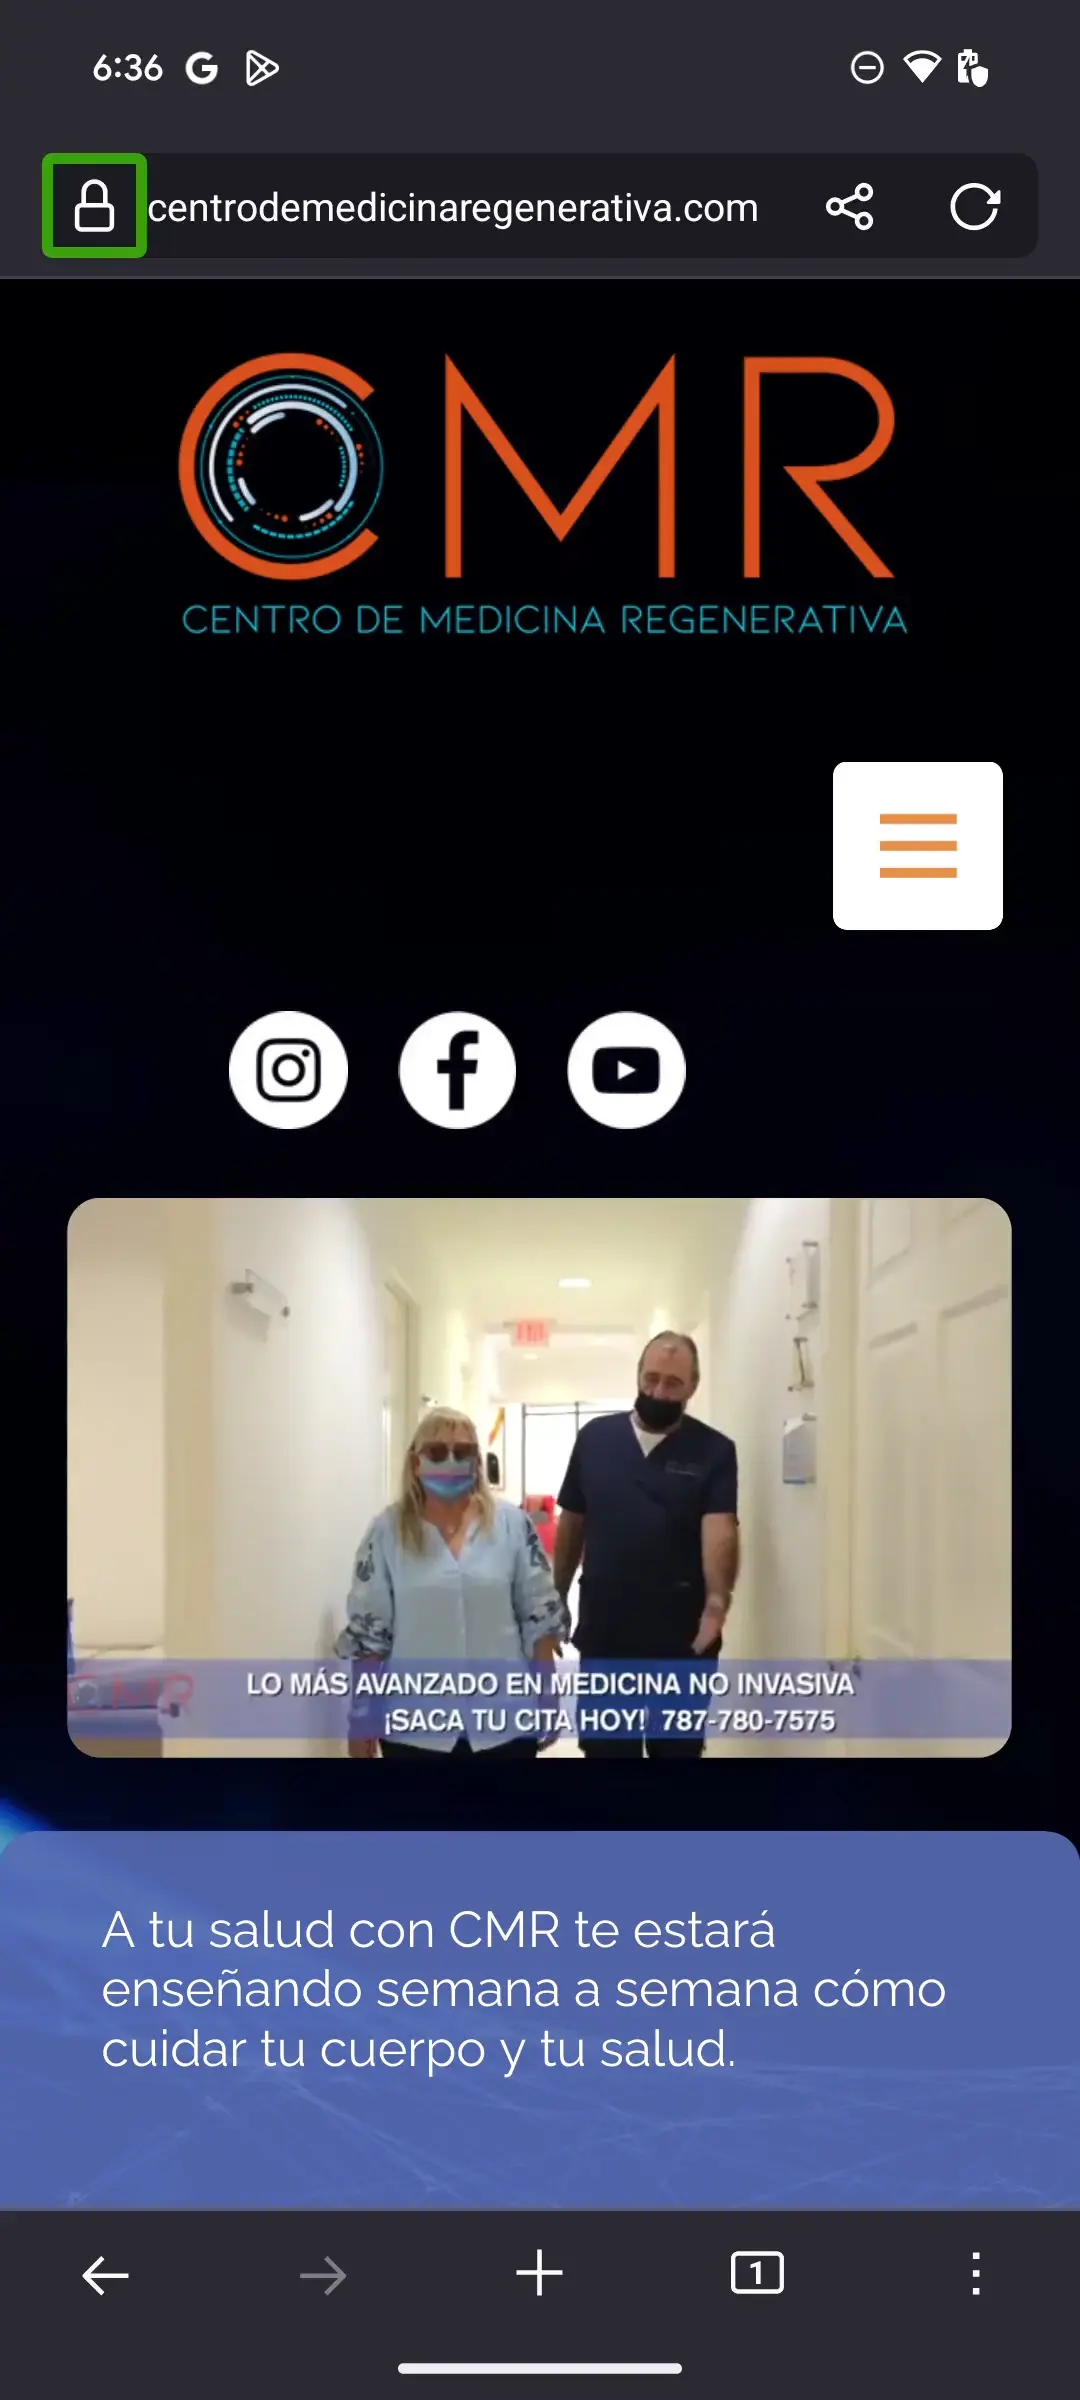 6:36
centrodemedicinaregenerativa.com
CMR
CENTRO DE MEDICINA REGENERATIVA
LO MÁS AVANZADO EN MEDICINA NO INVASIVA
¡SACA TU CITA HOY! 787-780-7575
CMR
A tu salud con CMR te estará
enseñando semana a semana cómo
cuidar tu cuerpo y tu salud.
1